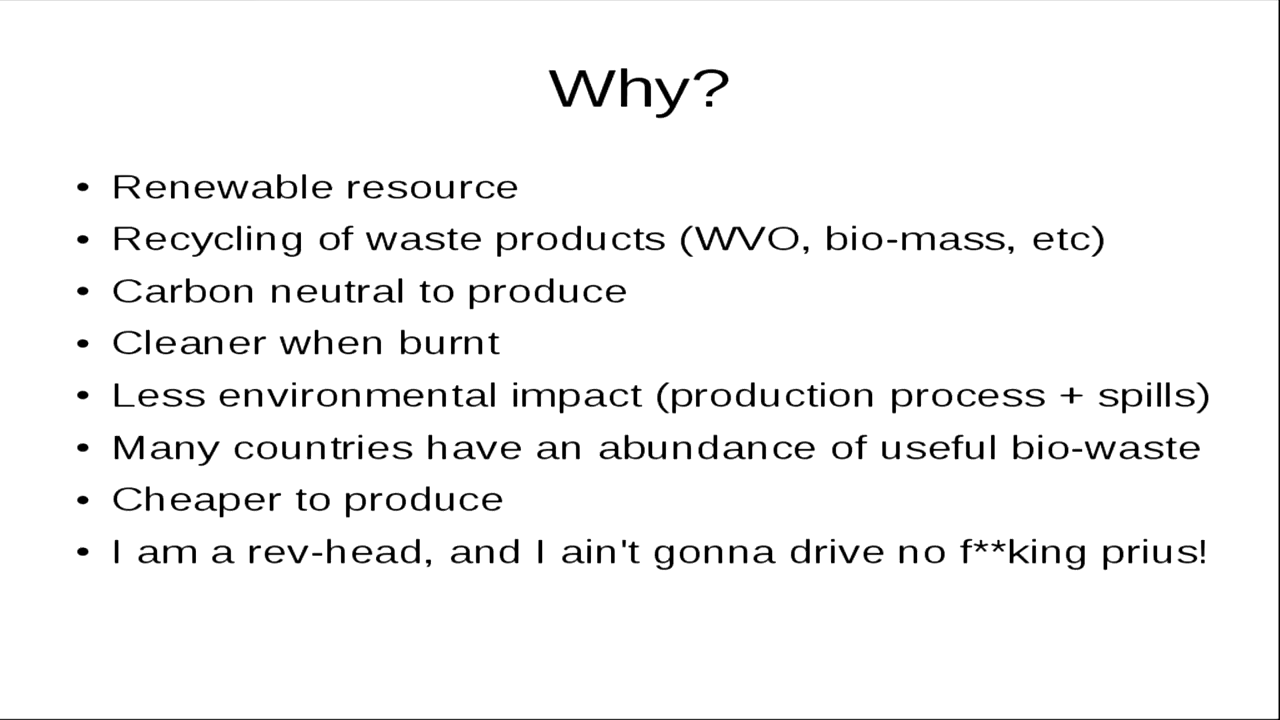 Why?
• Renewable resource
• Recycling of waste products (WVO, bio-mass, etc)
• Carbon neutral to produce
• Cleaner when burnt
• Less environmental impact (production process + spills)
• Many countries have an abundance of useful bio-waste
• Cheaper to produce
• I am a rev-head, and I ain't gonna drive no f**king prius!